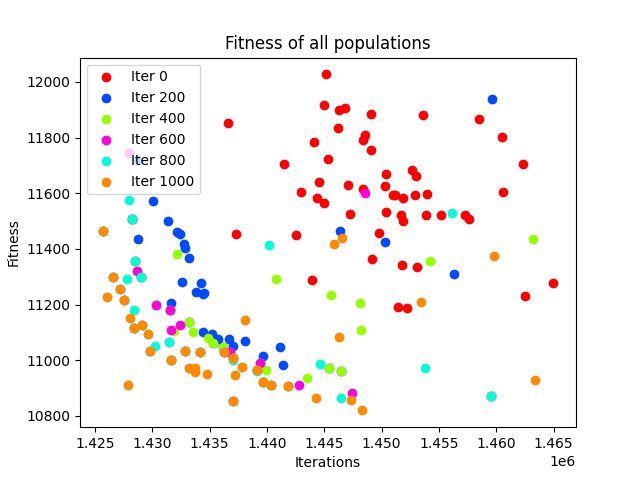 Fitness of all populations
12000
11800
11600
11400
11200
11000
10800
Fitness
Iter 0
Iter 200
Iter 400
Iter 600
Iter 800
Iter 1000
1.425 1.430 1.435 1.440 1.445 1.450 1.455 1.460 1.465
Iterations
1e6